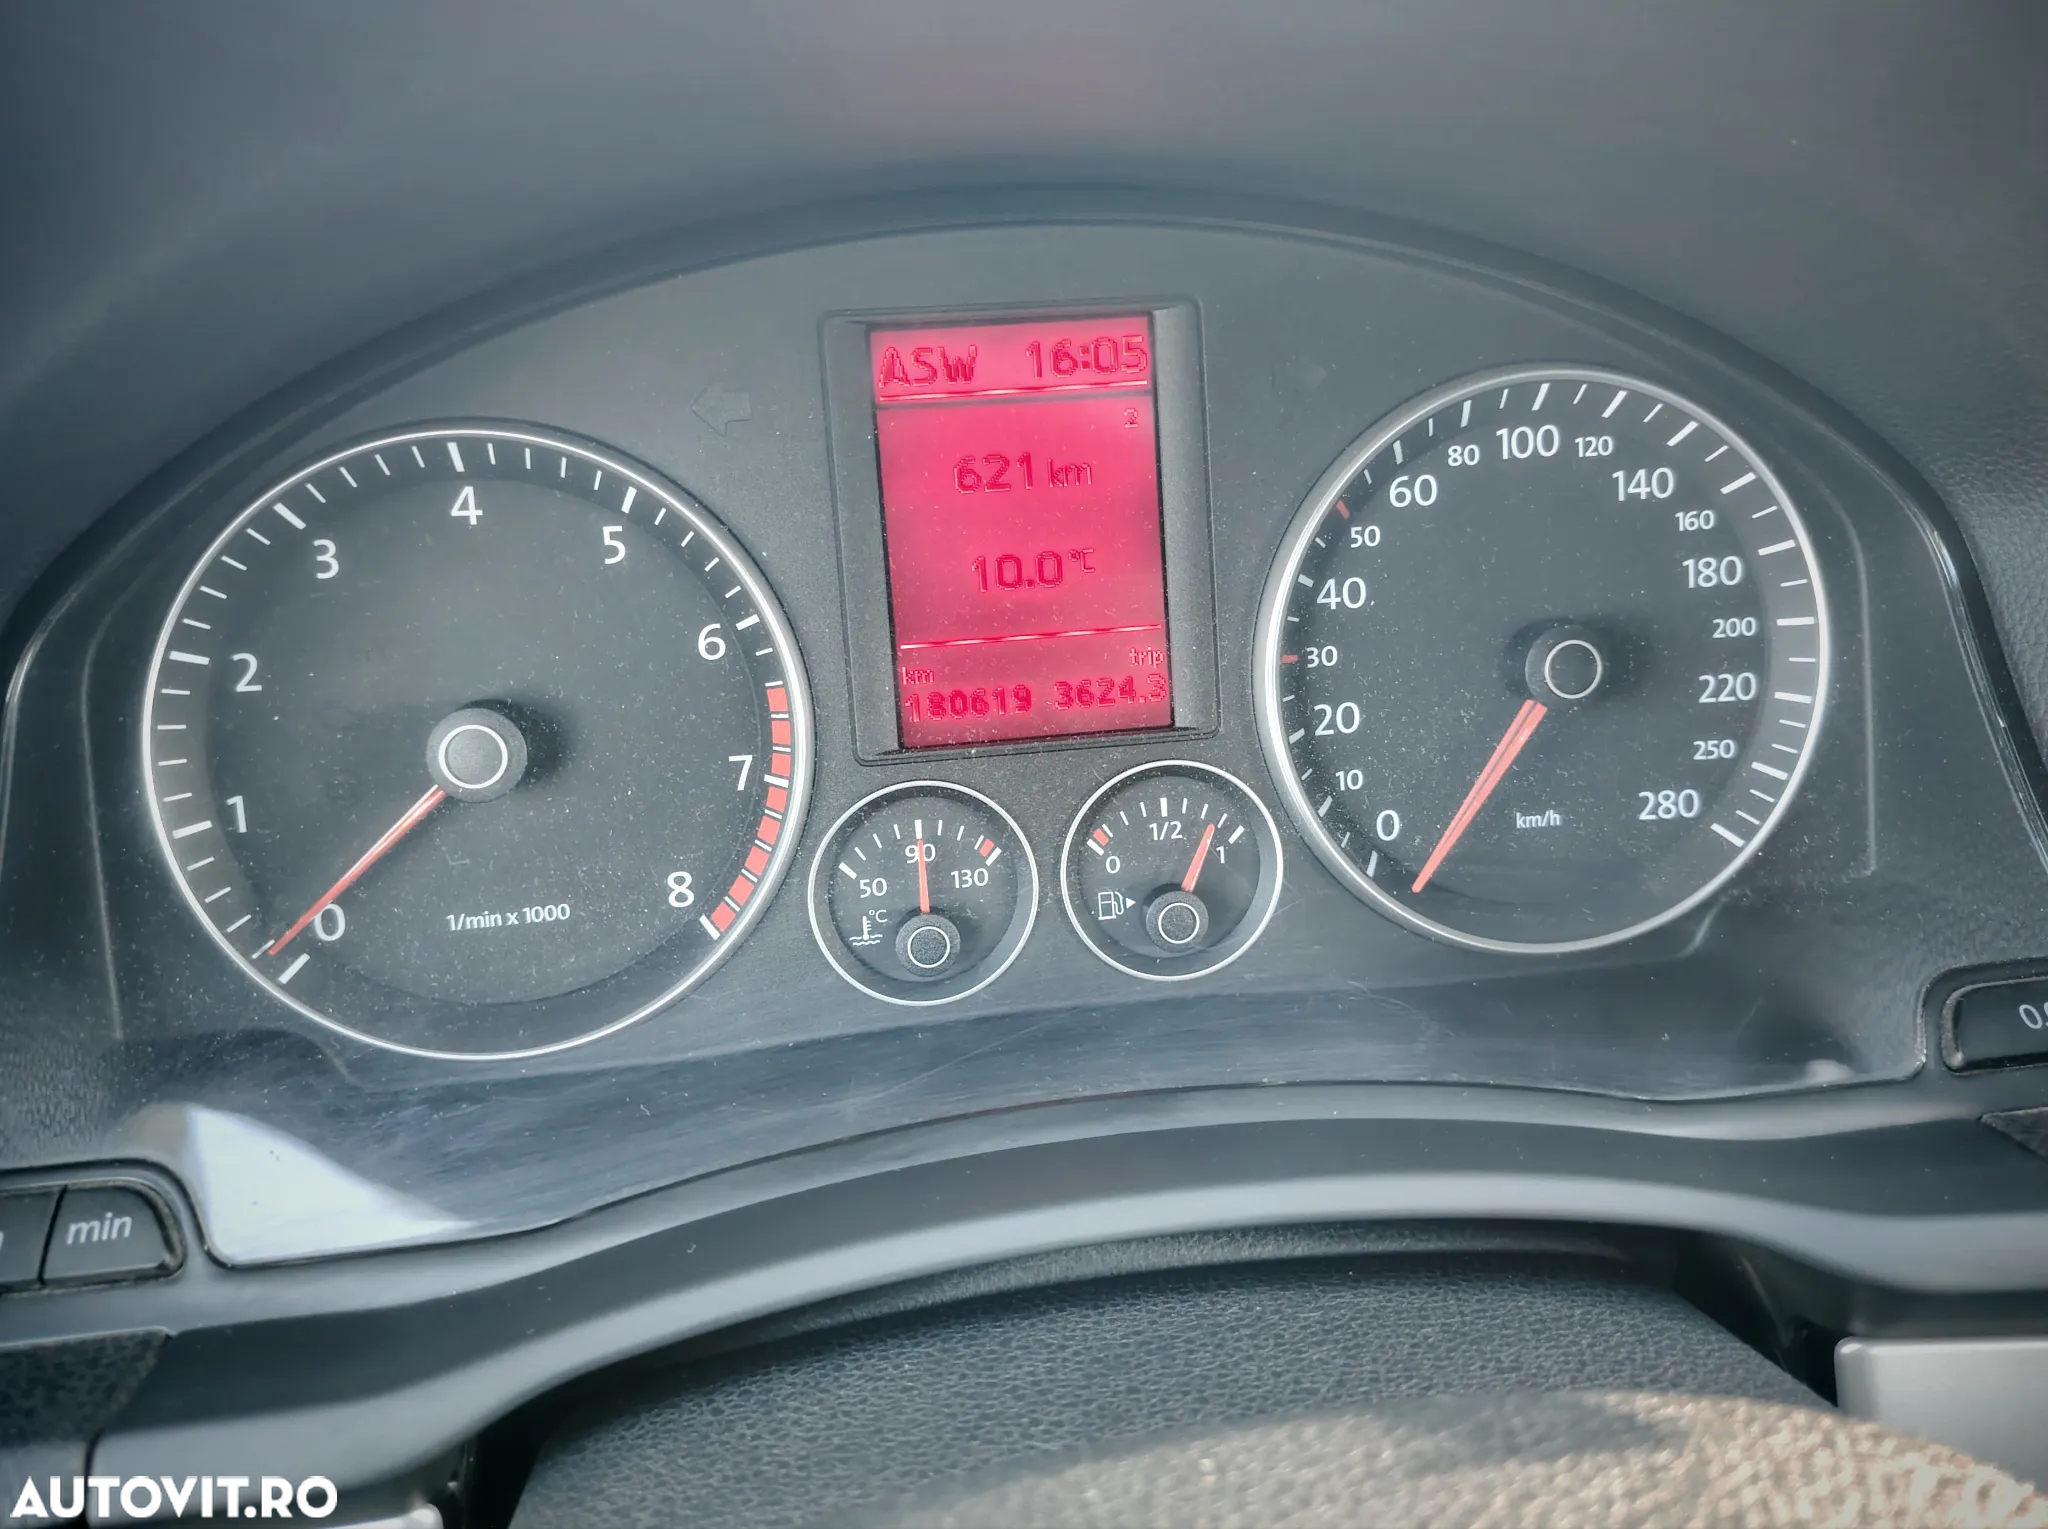 ASW 16:05
2
621 km
10.0 °C
km trip
180619 3624.3
0 1 2 3 4 5 6 7 8
1/min x 1000
50 90 130
°C
0 1/2 1
0 10 20 30 40 50 60 80 100 120 140 160 180 200 220 250 280
km/h
min
AUTOVIT.RO